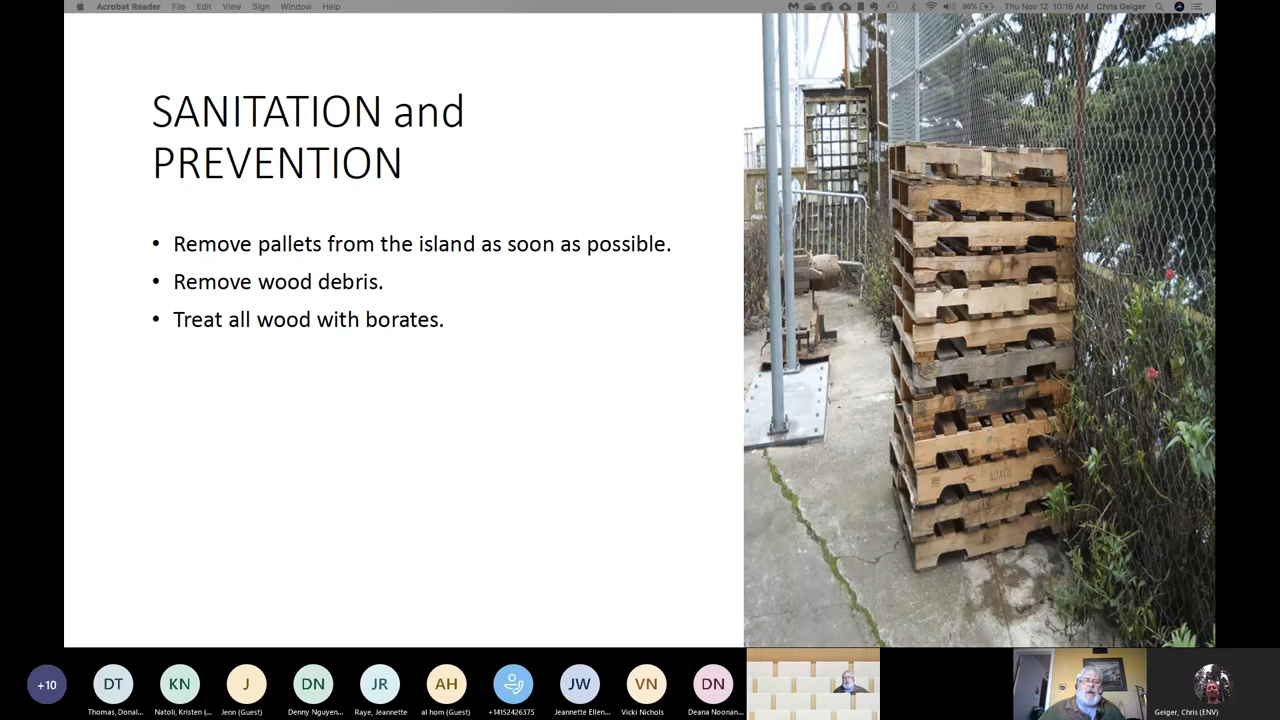 Acrobat Reader File Edit View Sign Window Help
96% Thu Nov 12 10:16 AM Chris Geiger
SANITATION and
PREVENTION
• Remove pallets from the island as soon as possible.
• Remove wood debris.
• Treat all wood with borates.
+10 DT KN J DN JR AH JW VN DN
Thomas, Donal... Natoli, Kristen (... Jenn (Guest) Denny Nguyen... Raye, Jeannette al hom (Guest) +14152426375 Jeannette Ellen... Vicki Nichols Deana Noonan... Geiger, Chris (ENV)